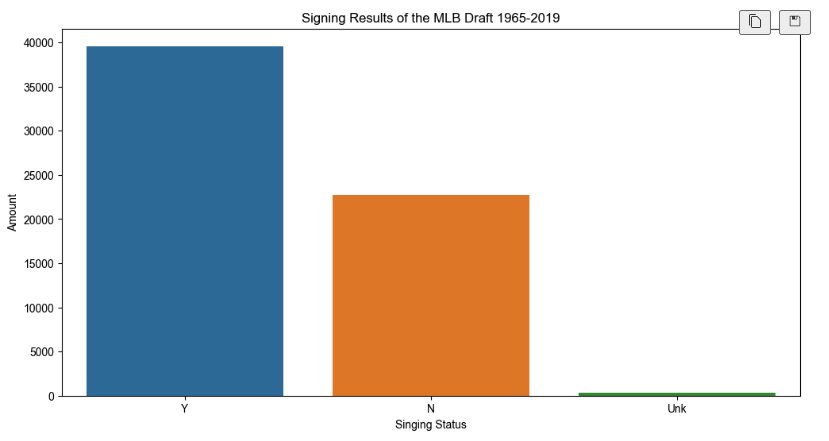 Signing Results of the MLB Draft 1965-2019
40000
35000
30000
25000
20000
15000
10000
5000
0
Amount
Y N Unk
Singing Status